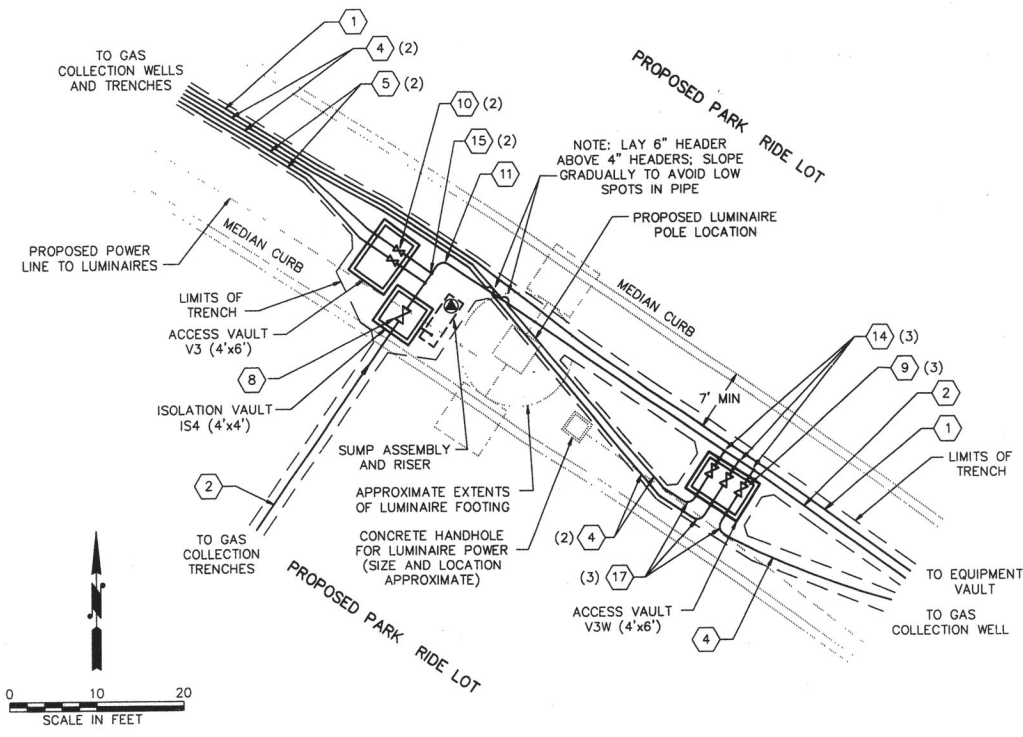 1
TO GAS
COLLECTION WELLS
AND TRENCHES
4 (2)
5 (2)
10 (2)
15 (2)
11
PROPOSED PARK RIDE LOT
NOTE: LAY 6" HEADER
ABOVE 4" HEADERS; SLOPE
GRADUALLY TO AVOID LOW
SPOTS IN PIPE
PROPOSED LUMINAIRE
POLE LOCATION
PROPOSED POWER
LINE TO LUMINAIRES
MEDIAN CURB
MEDIAN CURB
LIMITS OF
TRENCH
ACCESS VAULT
V3 (4'x6')
8
ISOLATION VAULT
IS4 (4'x4')
14 (3)
9 (3)
7' MIN
2
1
LIMITS OF
TRENCH
SUMP ASSEMBLY
AND RISER
2
APPROXIMATE EXTENTS
OF LUMINAIRE FOOTING
TO GAS
COLLECTION
TRENCHES
CONCRETE HANDHOLE
FOR LUMINAIRE POWER
(SIZE AND LOCATION
APPROXIMATE)
(2) 4
(3) 17
ACCESS VAULT
V3W (4'x6')
4
TO EQUIPMENT
VAULT
TO GAS
COLLECTION WELL
PROPOSED PARK RIDE LOT
N
0 10 20
SCALE IN FEET